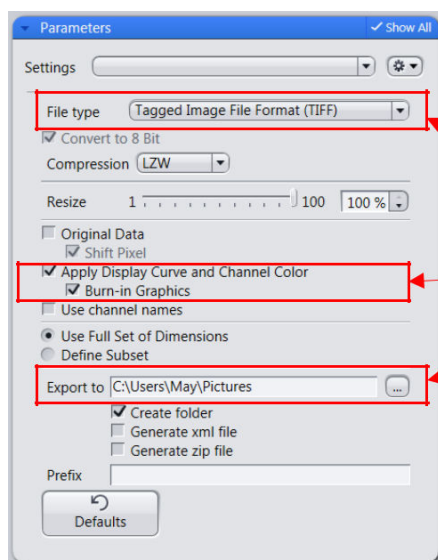 Parameters ✓ Show All
Settings
File type Tagged Image File Format (TIFF)
Convert to 8 Bit
Compression LZW
Resize 1 100 100 %
Original Data
Shift Pixel
Apply Display Curve and Channel Color
Burn-in Graphics
Use channel names
Use Full Set of Dimensions
Define Subset
Export to C:\Users\May\Pictures ...
Create folder
Generate xml file
Generate zip file
Prefix
Defaults